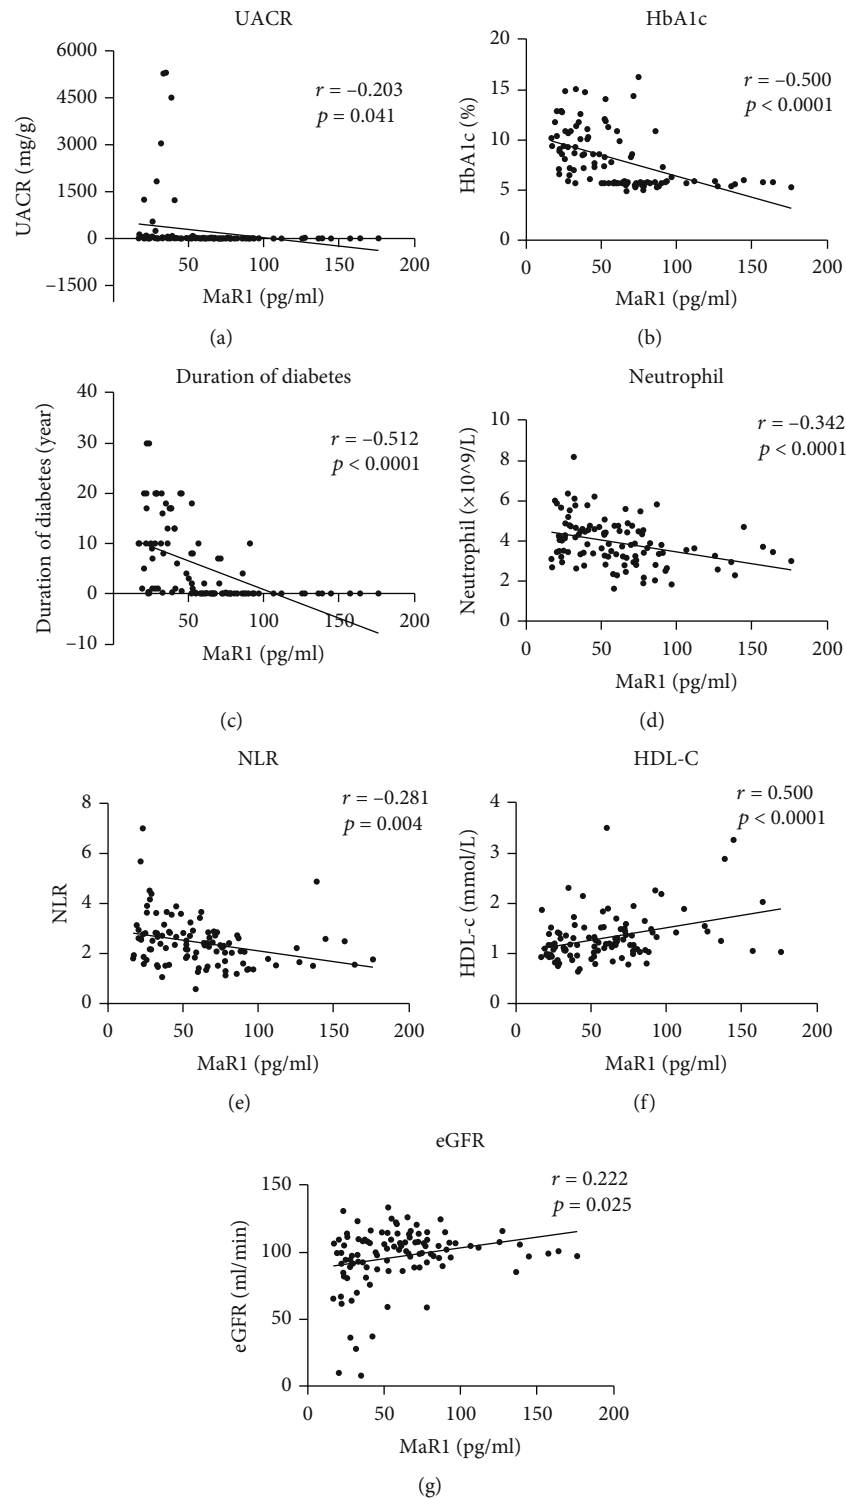 UACR
6000
4500
3000
1500
0
–1500
UACR (mg/g)
r = –0.203
p = 0.041
50
100
150
200
MaR1 (pg/ml)
(a)
HbA1c
20
15
10
5
0
HbA1c (%)
r = –0.500
p < 0.0001
0
50
100
150
200
MaR1 (pg/ml)
(b)
Duration of diabetes
40
30
20
10
0
–10
Duration of diabetes (year)
r = –0.512
p < 0.0001
50
100
150
200
MaR1 (pg/ml)
(c)
Neutrophil
10
8
6
4
2
0
Neutrophil (×10^9/L)
r = –0.342
p < 0.0001
0
50
100
150
200
MaR1 (pg/ml)
(d)
NLR
8
6
4
2
0
NLR
r = –0.281
p = 0.004
0
50
100
150
200
MaR1 (pg/ml)
(e)
HDL-C
4
3
2
1
0
HDL-c (mmol/L)
r = 0.500
p < 0.0001
0
50
100
150
200
MaR1 (pg/ml)
(f)
eGFR
150
100
50
0
eGFR (ml/min)
r = 0.222
p = 0.025
0
50
100
150
200
MaR1 (pg/ml)
(g)